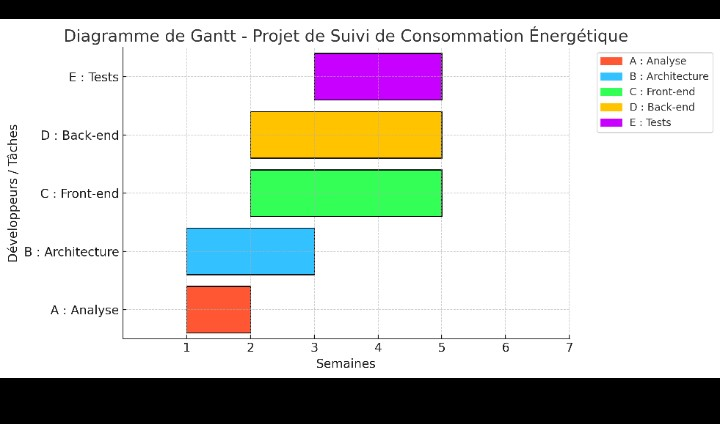 Diagramme de Gantt - Projet de Suivi de Consommation Énergétique
A : Analyse
B : Architecture
C : Front-end
D : Back-end
E : Tests
Développeurs / Tâches
E : Tests
D : Back-end
C : Front-end
B : Architecture
A : Analyse
1 2 3 4 5 6 7
Semaines